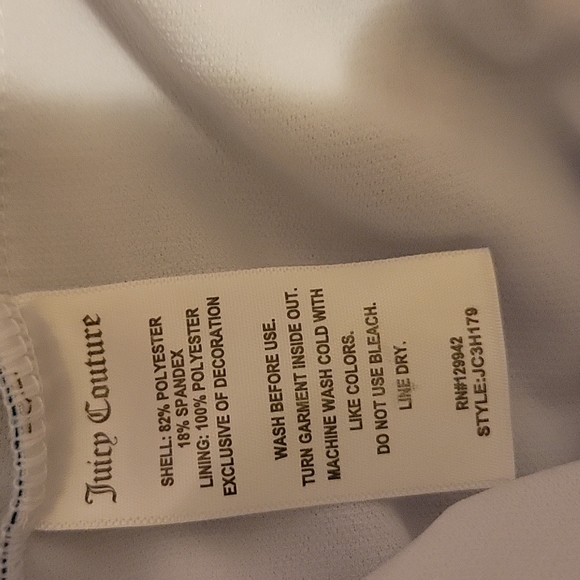 Juicy Couture
SHELL: 82% POLYESTER
18% SPANDEX
LINING: 100% POLYESTER
EXCLUSIVE OF DECORATION
WASH BEFORE USE.
TURN GARMENT INSIDE OUT.
MACHINE WASH COLD WITH
LIKE COLORS.
DO NOT USE BLEACH.
LINE DRY.
RN#129942
STYLE:JC3H179